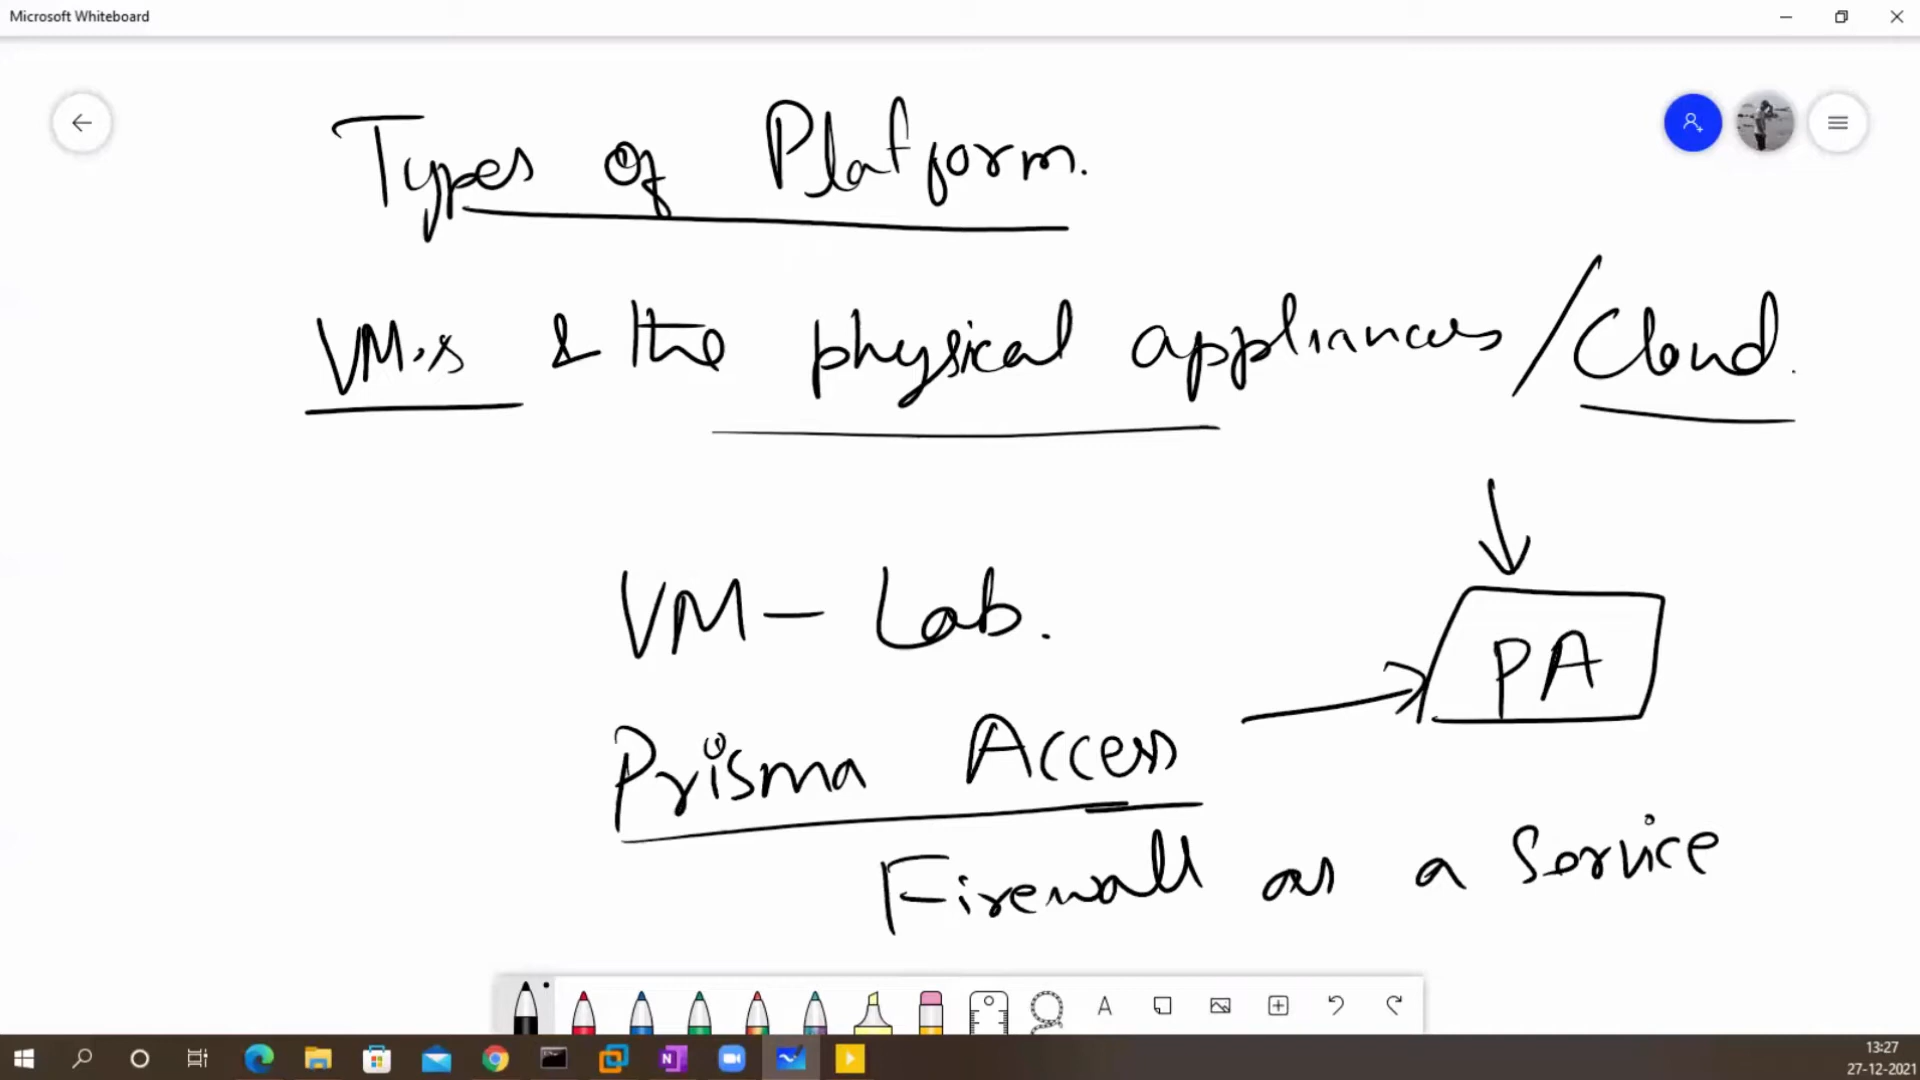 Microsoft Whiteboard
Types of Platform.
VM.s & the physical appliances / Cloud.
VM - Lab.
PA
Prisma Access
Firewall as a Service
A
N
13:27
27-12-2021